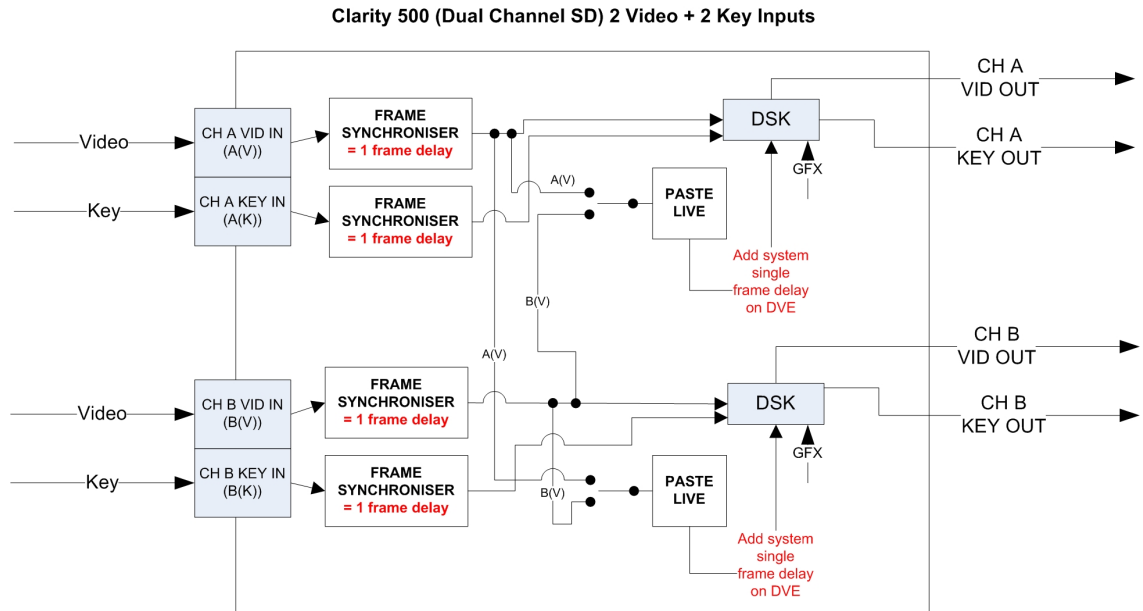 Clarity 500 (Dual Channel SD) 2 Video + 2 Key Inputs
CH A
VID OUT
CH A
KEY OUT
Video
CH A VID IN
(A(V))
FRAME
SYNCHRONISER
= 1 frame delay
DSK
GFX
Key
CH A KEY IN
(A(K))
FRAME
SYNCHRONISER
= 1 frame delay
A(V)
PASTE
LIVE
Add system
single
frame delay
on DVE
B(V)
A(V)
CH B
VID OUT
CH B
KEY OUT
Video
CH B VID IN
(B(V))
FRAME
SYNCHRONISER
= 1 frame delay
DSK
GFX
Key
CH B KEY IN
(B(K))
FRAME
SYNCHRONISER
= 1 frame delay
B(V)
PASTE
LIVE
Add system
single
frame delay
on DVE